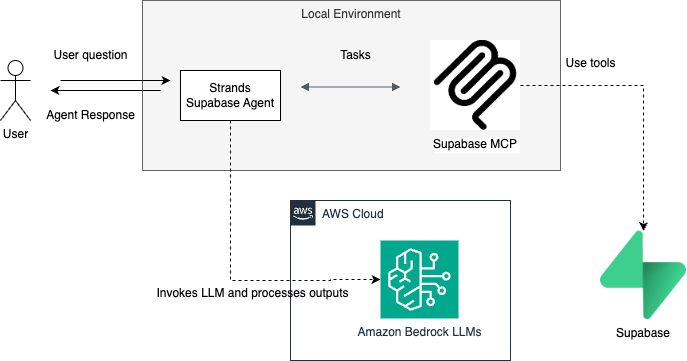 Local Environment
User question
Tasks
Use tools
Strands
Supabase Agent
Agent Response
User
Supabase MCP
aws
AWS Cloud
Invokes LLM and processes outputs
Amazon Bedrock LLMs
Supabase